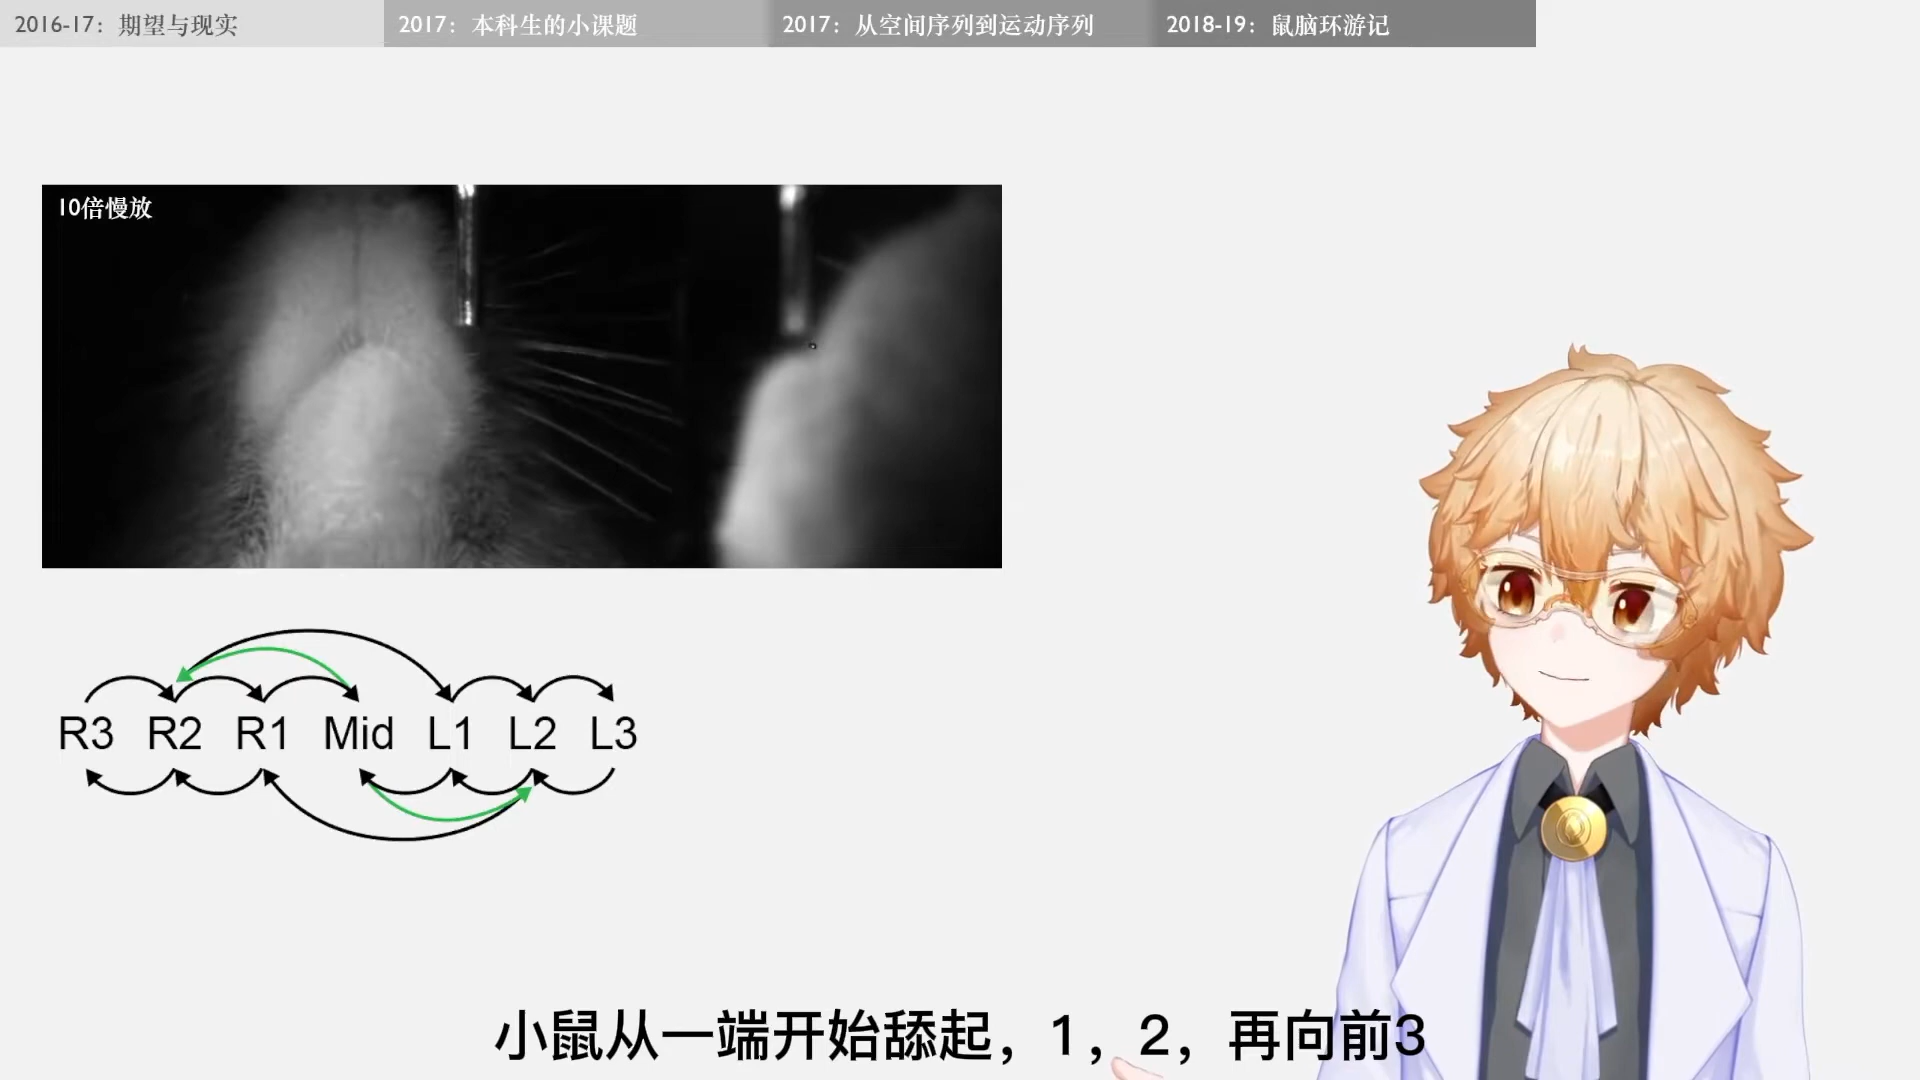 2016-17：期望与现实
2017：本科生的小课题
2017：从空间序列到运动序列
2018-19：鼠脑环游记
10倍慢放
R3 R2 R1 Mid L1 L2 L3
小鼠从一端开始舔起，1，2，再向前3